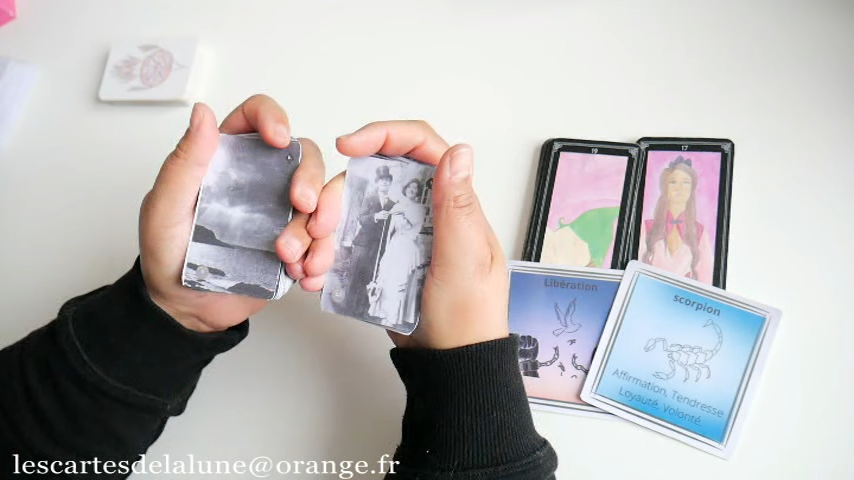 19
17
Libération
scorpion
Affirmation, Tendresse
Loyauté, Volonté.
lescartesdelalune@orange.fr